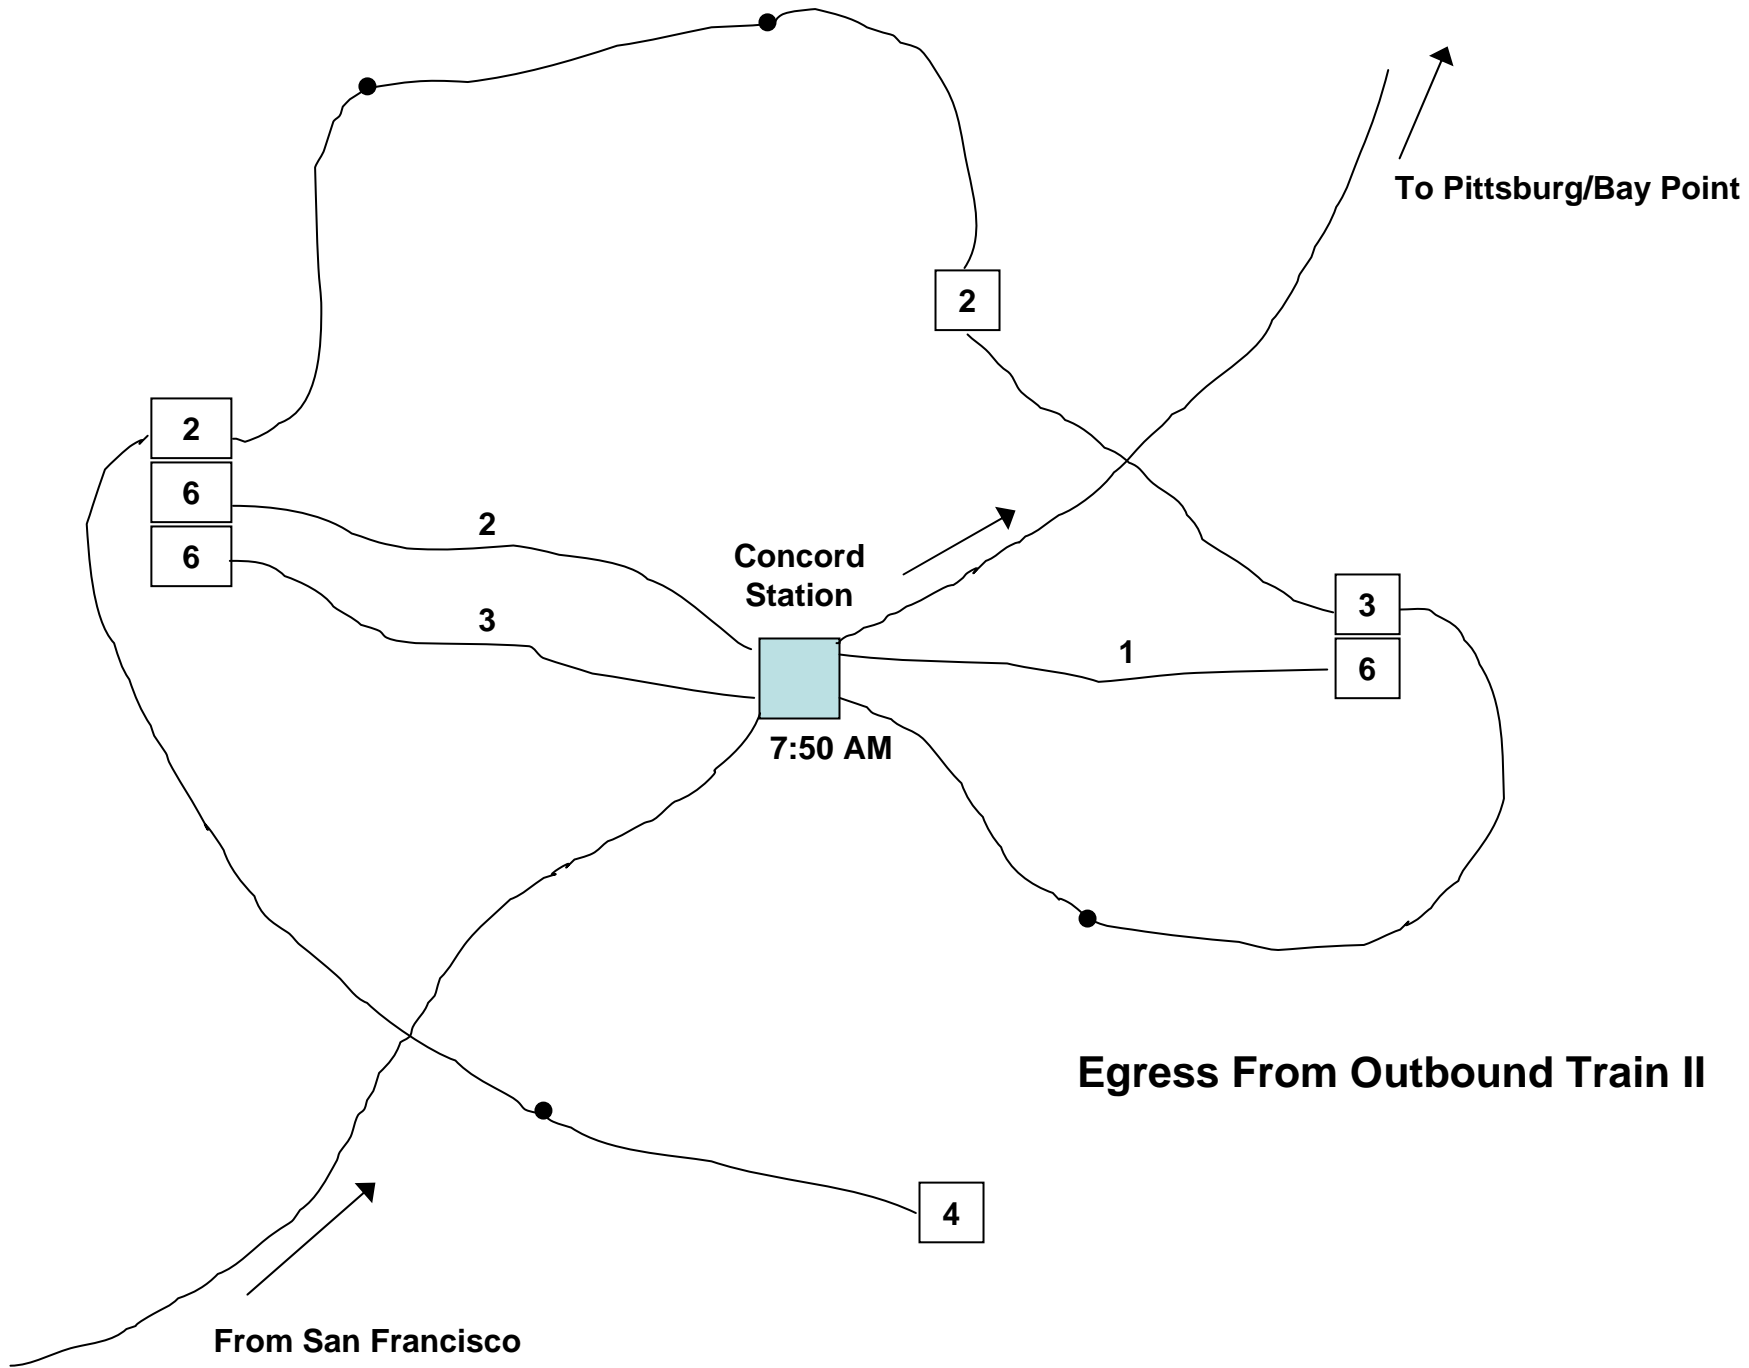 To Pittsburg/Bay Point
2
2
6
2
6
Concord
Station
3
3
1
6
7:50 AM
Egress From Outbound Train II
4
From San Francisco